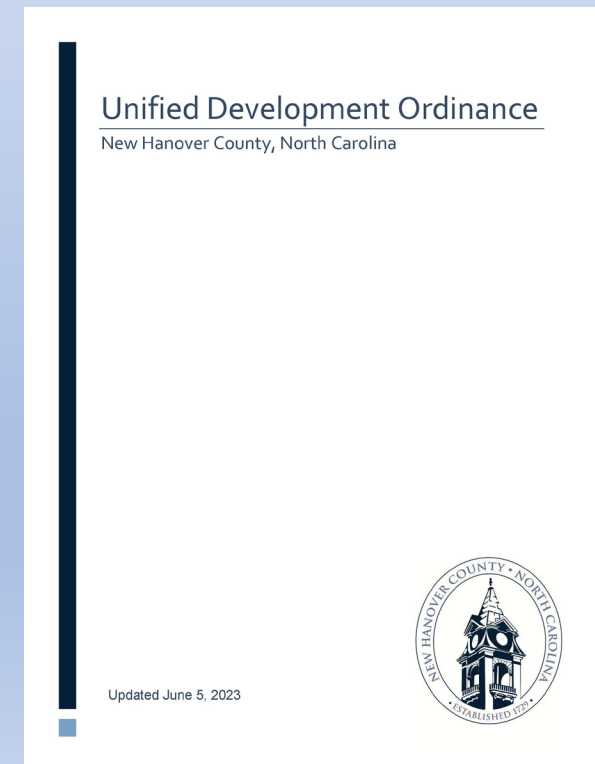 Unified Development Ordinance
New Hanover County, North Carolina
Updated June 5, 2023
NEW HANOVER COUNTY • NORTH CAROLINA
• ESTABLISHED 1729 •